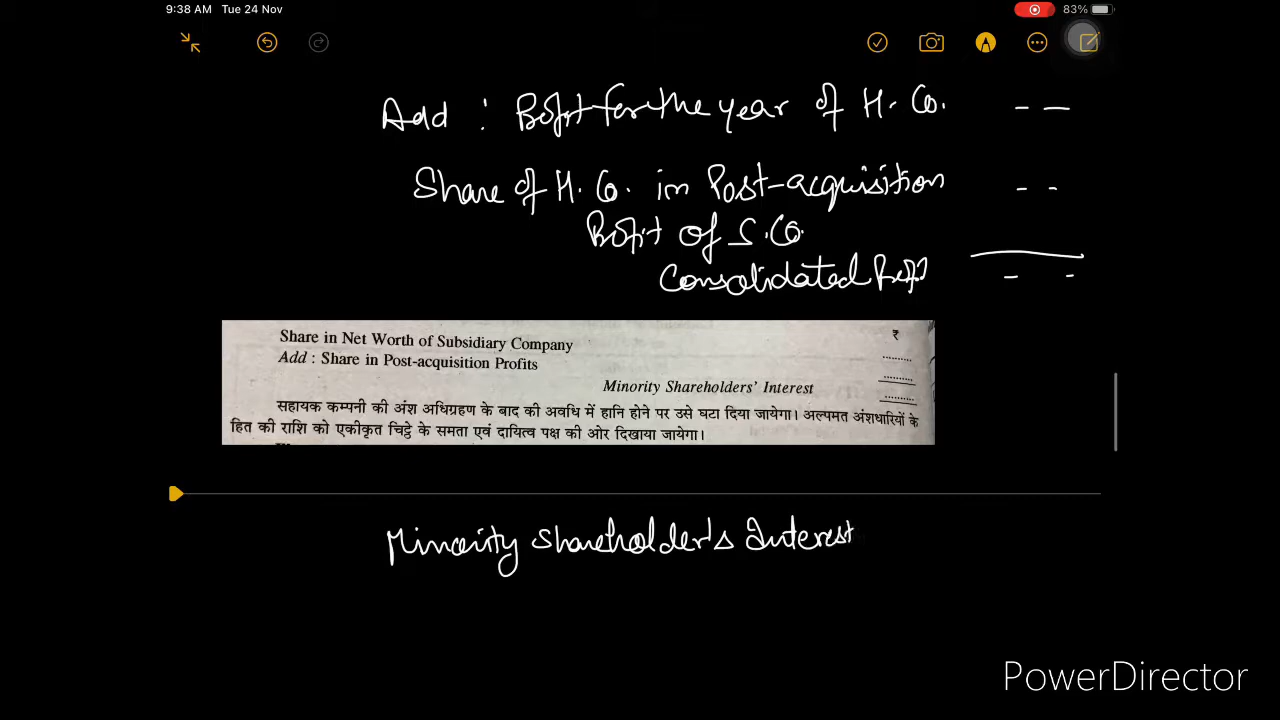 9:38 AM Tue 24 Nov 83%
Add : Profit for the year of H. Co. - -
Share of H. Co. in Post-acquisition - -
Profit of S.Co.
Consolidated Profit - -
Share in Net Worth of Subsidiary Company ₹
Add : Share in Post-acquisition Profits ..........
Minority Shareholders' Interest ..........
..........
सहायक कम्पनी की अंश अधिग्रहण के बाद की अवधि में हानि होने पर उसे घटा दिया जायेगा। अल्पमत अंशधारियों के
हित की राशि को एकीकृत चिट्ठे के समता एवं दायित्व पक्ष की ओर दिखाया जायेगा।
Minority Shareholder's Interest
PowerDirector